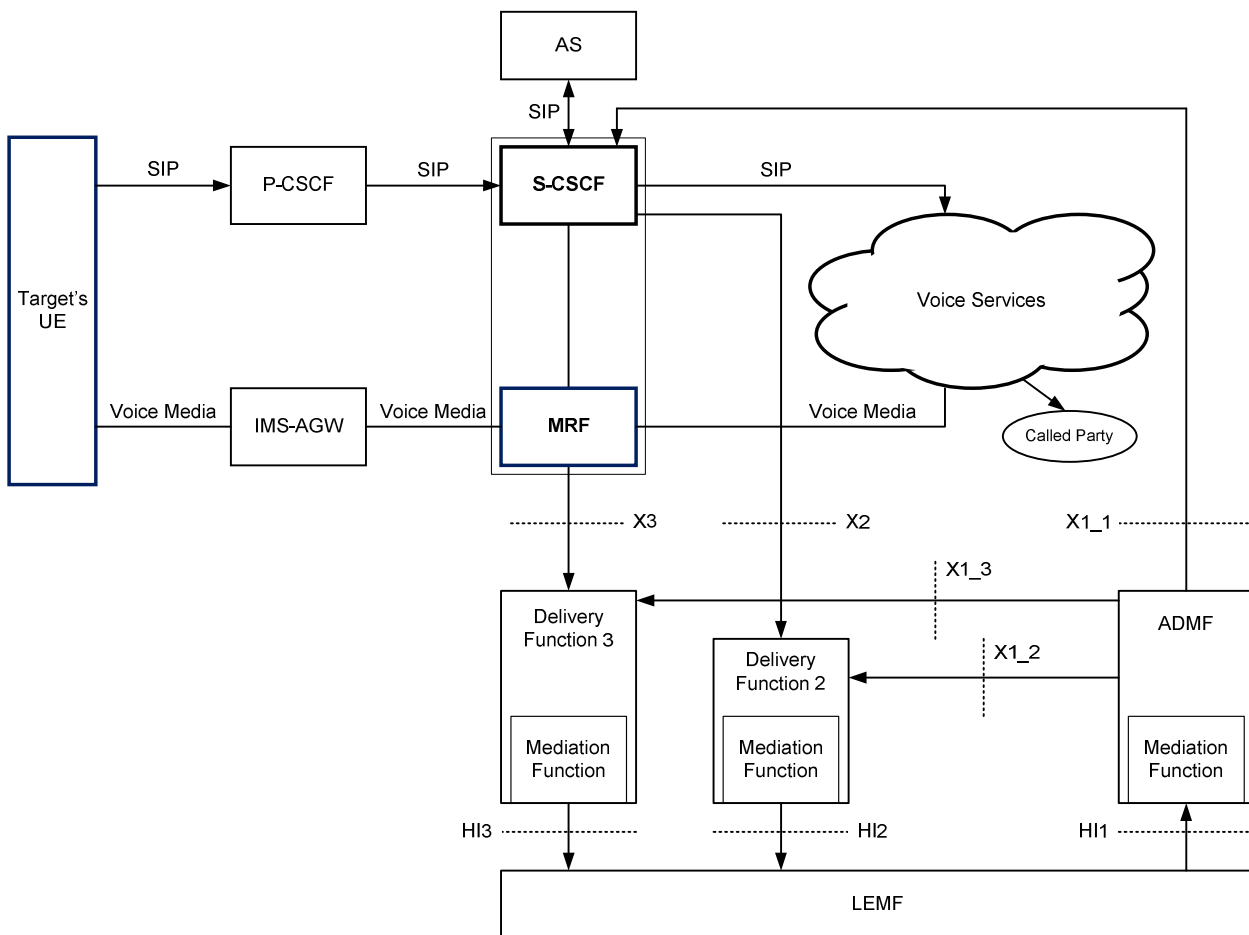 AS
SIP
SIP
P-CSCF
SIP
S-CSCF
SIP
Target's
UE
Voice Services
Voice Media
IMS-AGW
Voice Media
MRF
Voice Media
Called Party
X3
X2
X1_1
X1_3
Delivery
Function 3
ADMF
X1_2
Delivery
Function 2
Mediation
Function
Mediation
Function
Mediation
Function
HI3
HI2
HI1
LEMF